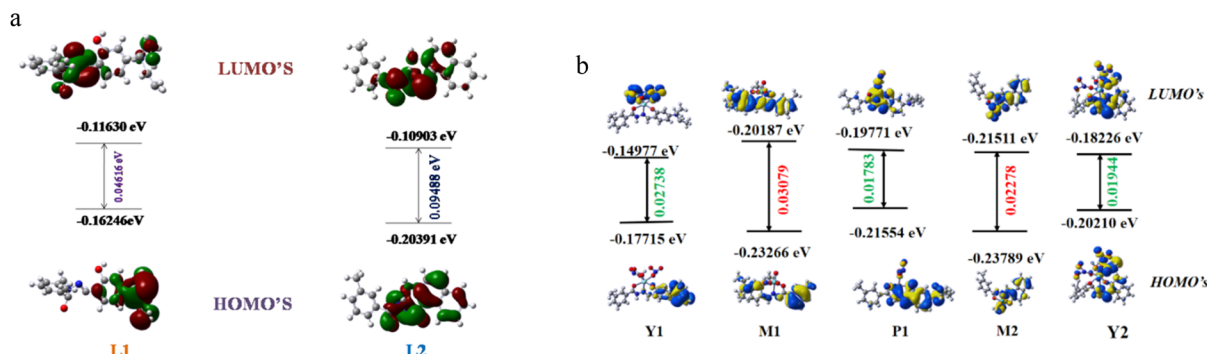 a
LUMO'S
-0.11630 eV
-0.10903 eV
0.04616 eV
0.09488 eV
-0.16246eV
-0.20391 eV
HOMO'S
L1
L2
b
LUMO's
-0.14977 eV
-0.20187 eV
-0.19771 eV
-0.21511 eV
-0.18226 eV
0.02738
0.03079
0.01783
0.02278
0.01944
-0.17715 eV
-0.23266 eV
-0.21554 eV
-0.23789 eV
-0.20210 eV
HOMO's
Y1
M1
P1
M2
Y2